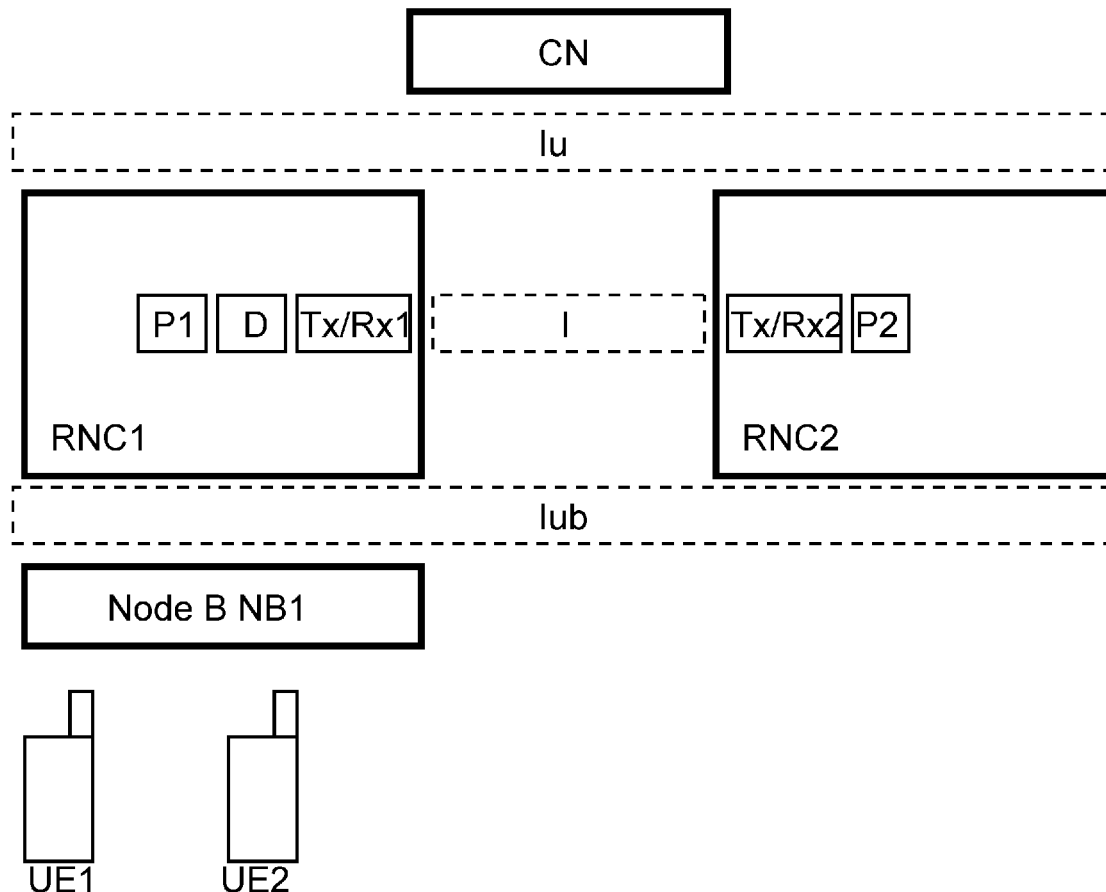 CN
Iu
P1
D
Tx/Rx1
I
Tx/Rx2
P2
RNC1
RNC2
Iub
Node B NB1
UE1
UE2